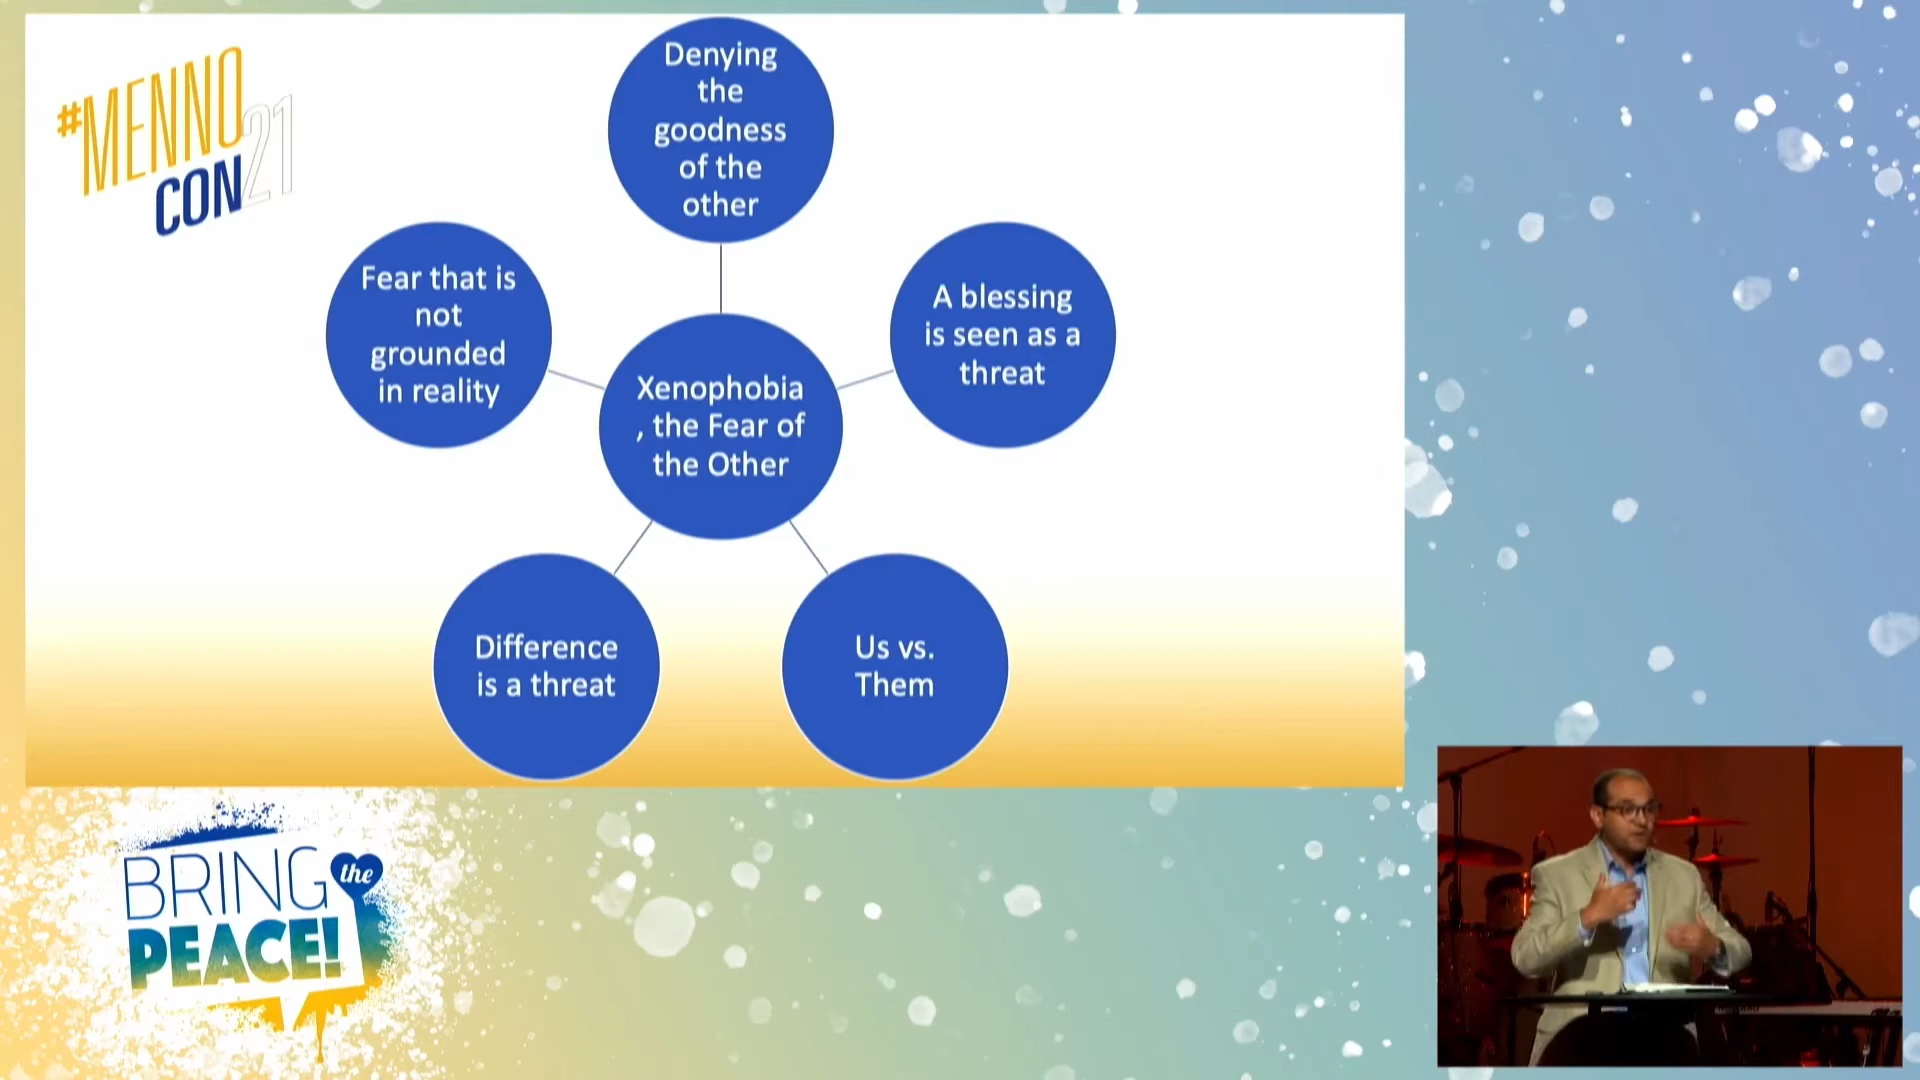 #MENNO
CON21
Denying
the
goodness
of the
other
Fear that is
not
grounded
in reality
A blessing
is seen as a
threat
Xenophobia
, the Fear of
the Other
Difference
is a threat
Us vs.
Them
BRING the
PEACE!